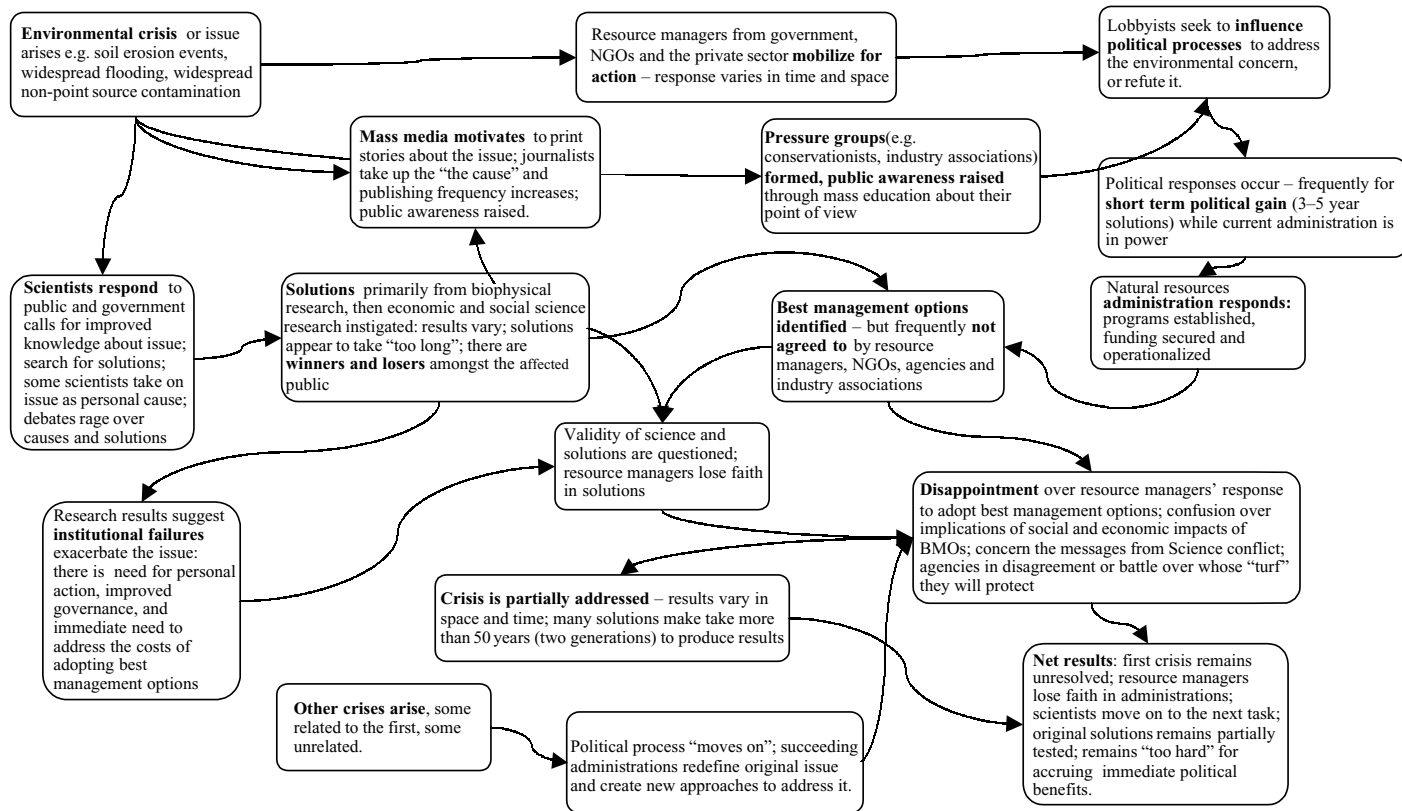 Environmental crisis or issue
arises e.g. soil erosion events,
widespread flooding, widespread
non-point source contamination
Resource managers from government,
NGOs and the private sector mobilize for
action – response varies in time and space
Lobbyists seek to influence
political processes to address
the environmental concern,
or refute it.
Mass media motivates to print
stories about the issue; journalists
take up the “the cause” and
publishing frequency increases;
public awareness raised.
Pressure groups(e.g.
conservationists, industry associations)
formed, public awareness raised
through mass education about their
point of view
Political responses occur – frequently for
short term political gain (3–5 year
solutions) while current administration is
in power
Scientists respond to
public and government
calls for improved
knowledge about issue;
search for solutions;
some scientists take on
issue as personal cause;
debates rage over
causes and solutions
Solutions primarily from biophysical
research, then economic and social science
research instigated: results vary; solutions
appear to take “too long”; there are
winners and losers amongst the affected
public
Best management options
identified – but frequently not
agreed to by resource
managers, NGOs, agencies and
industry associations
Natural resources
administration responds:
programs established,
funding secured and
operationalized
Validity of science and
solutions are questioned;
resource managers lose faith
in solutions
Research results suggest
institutional failures
exacerbate the issue:
there is need for personal
action, improved
governance, and
immediate need to
address the costs of
adopting best
management options
Disappointment over resource managers’ response
to adopt best management options; confusion over
implications of social and economic impacts of
BMOs; concern the messages from Science conflict;
agencies in disagreement or battle over whose “turf”
they will protect
Crisis is partially addressed – results vary in
space and time; many solutions make take more
than 50 years (two generations) to produce results
Net results: first crisis remains
unresolved; resource managers
lose faith in administrations;
scientists move on to the next task;
original solutions remains partially
tested; remains “too hard” for
accruing immediate political
benefits.
Other crises arise, some
related to the first, some
unrelated.
Political process “moves on”; succeeding
administrations redefine original issue
and create new approaches to address it.